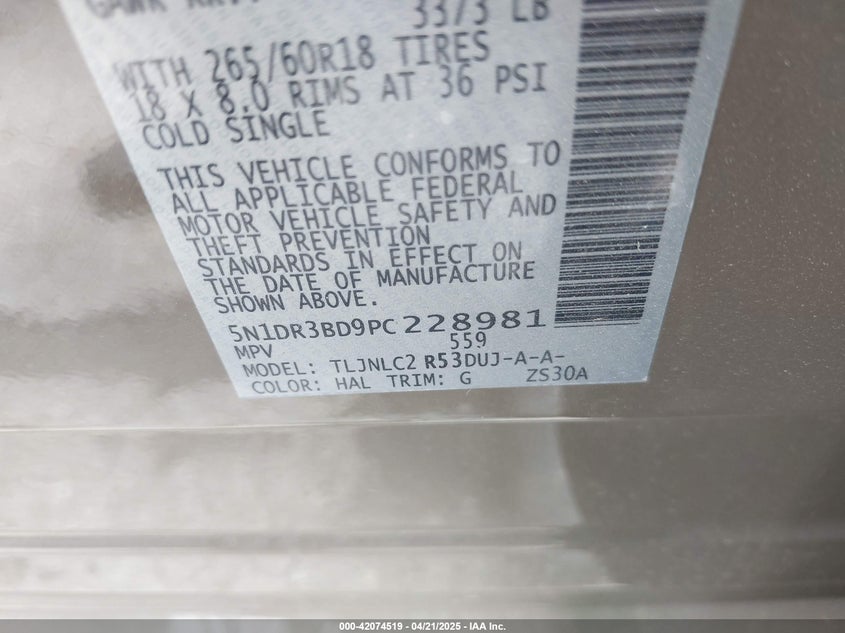 3373 LB
WITH 265/60R18 TIRES
18 X 8.0 RIMS AT 36 PSI
COLD SINGLE
THIS VEHICLE CONFORMS TO
ALL APPLICABLE FEDERAL
MOTOR VEHICLE SAFETY AND
THEFT PREVENTION
STANDARDS IN EFFECT ON
THE DATE OF MANUFACTURE
SHOWN ABOVE.
5N1DR3BD9PC228981
MPV 559
MODEL: TLJNLC2 R53DUJ-A-A-
COLOR: HAL TRIM: G ZS30A
000-42074519 – 04/21/2025 – IAA Inc.